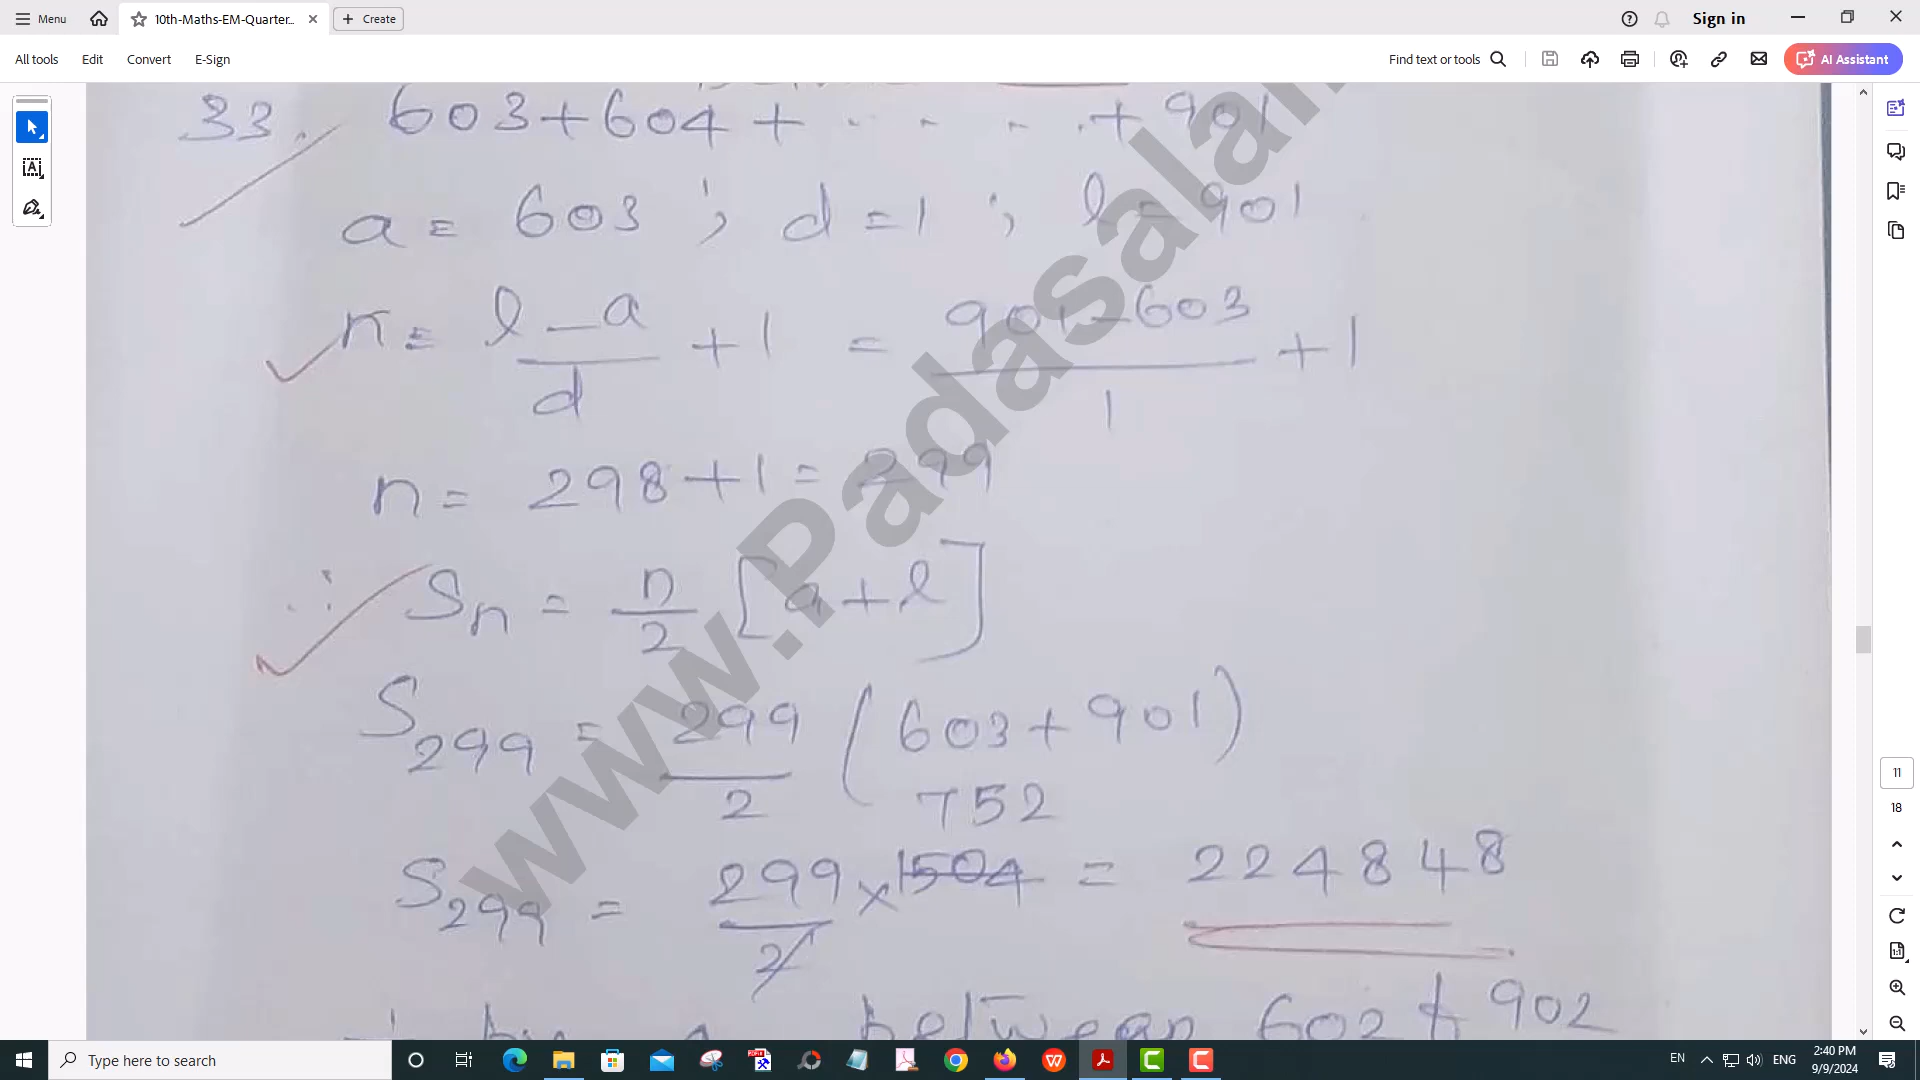 Menu
10th-Maths-EM-Quarter...
Create
Sign in
All tools Edit Convert E-Sign
Find text or tools
AI Assistant
33. 603+604+ . . . . +901
a = 603 ; d=1 ; l = 901
n = l-a/d + 1 = 901-603/1 + 1
n = 298+1 = 299
∴ Sn = n/2 [a+l]
S299 = 299/2 (603+901)
752
S299 = 299/2 × 1504 = 224848
between 602 & 902
www.Padasalai
11
18
Type here to search
EN
ENG
2:40 PM
9/9/2024